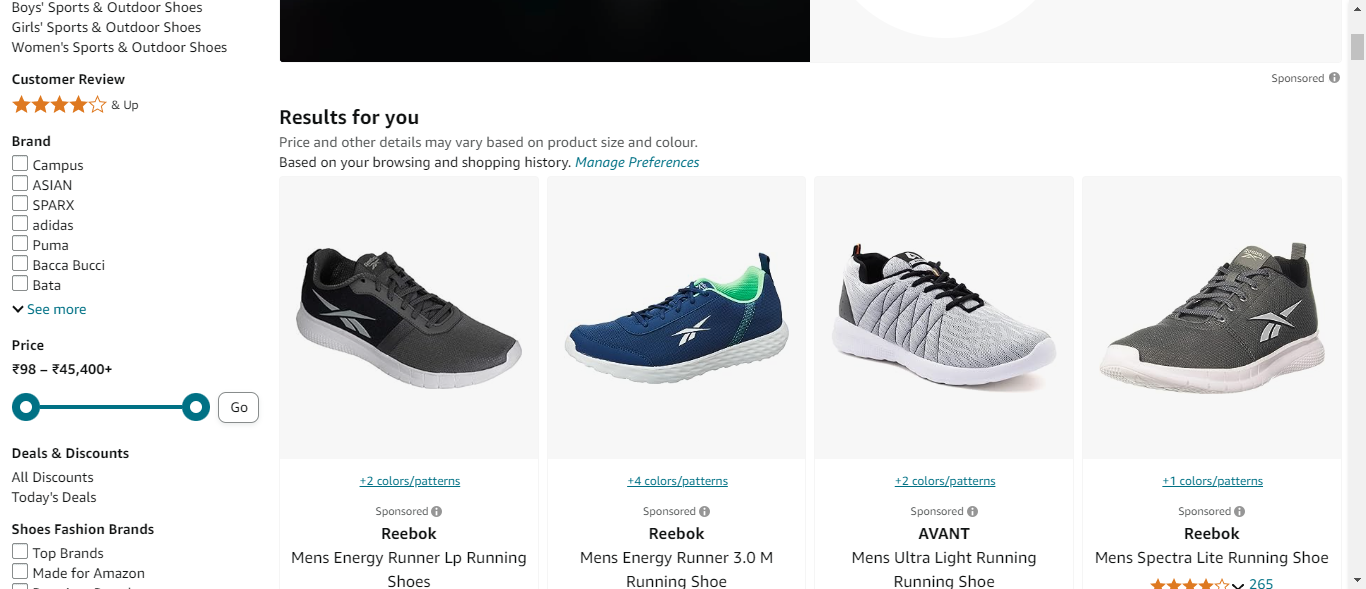 Boys' Sports & Outdoor Shoes
Girls' Sports & Outdoor Shoes
Women's Sports & Outdoor Shoes
Customer Review
& Up
Brand
Campus
ASIAN
SPARX
adidas
Puma
Bacca Bucci
Bata
See more
Price
₹98 – ₹45,400+
Go
Deals & Discounts
All Discounts
Today's Deals
Shoes Fashion Brands
Top Brands
Made for Amazon
Sponsored
Results for you
Price and other details may vary based on product size and colour.
Based on your browsing and shopping history. Manage Preferences
+2 colors/patterns
Sponsored
Reebok
Mens Energy Runner Lp Running
Shoes
+4 colors/patterns
Sponsored
Reebok
Mens Energy Runner 3.0 M
Running Shoe
+2 colors/patterns
Sponsored
AVANT
Mens Ultra Light Running
Running Shoe
+1 colors/patterns
Sponsored
Reebok
Mens Spectra Lite Running Shoe
265